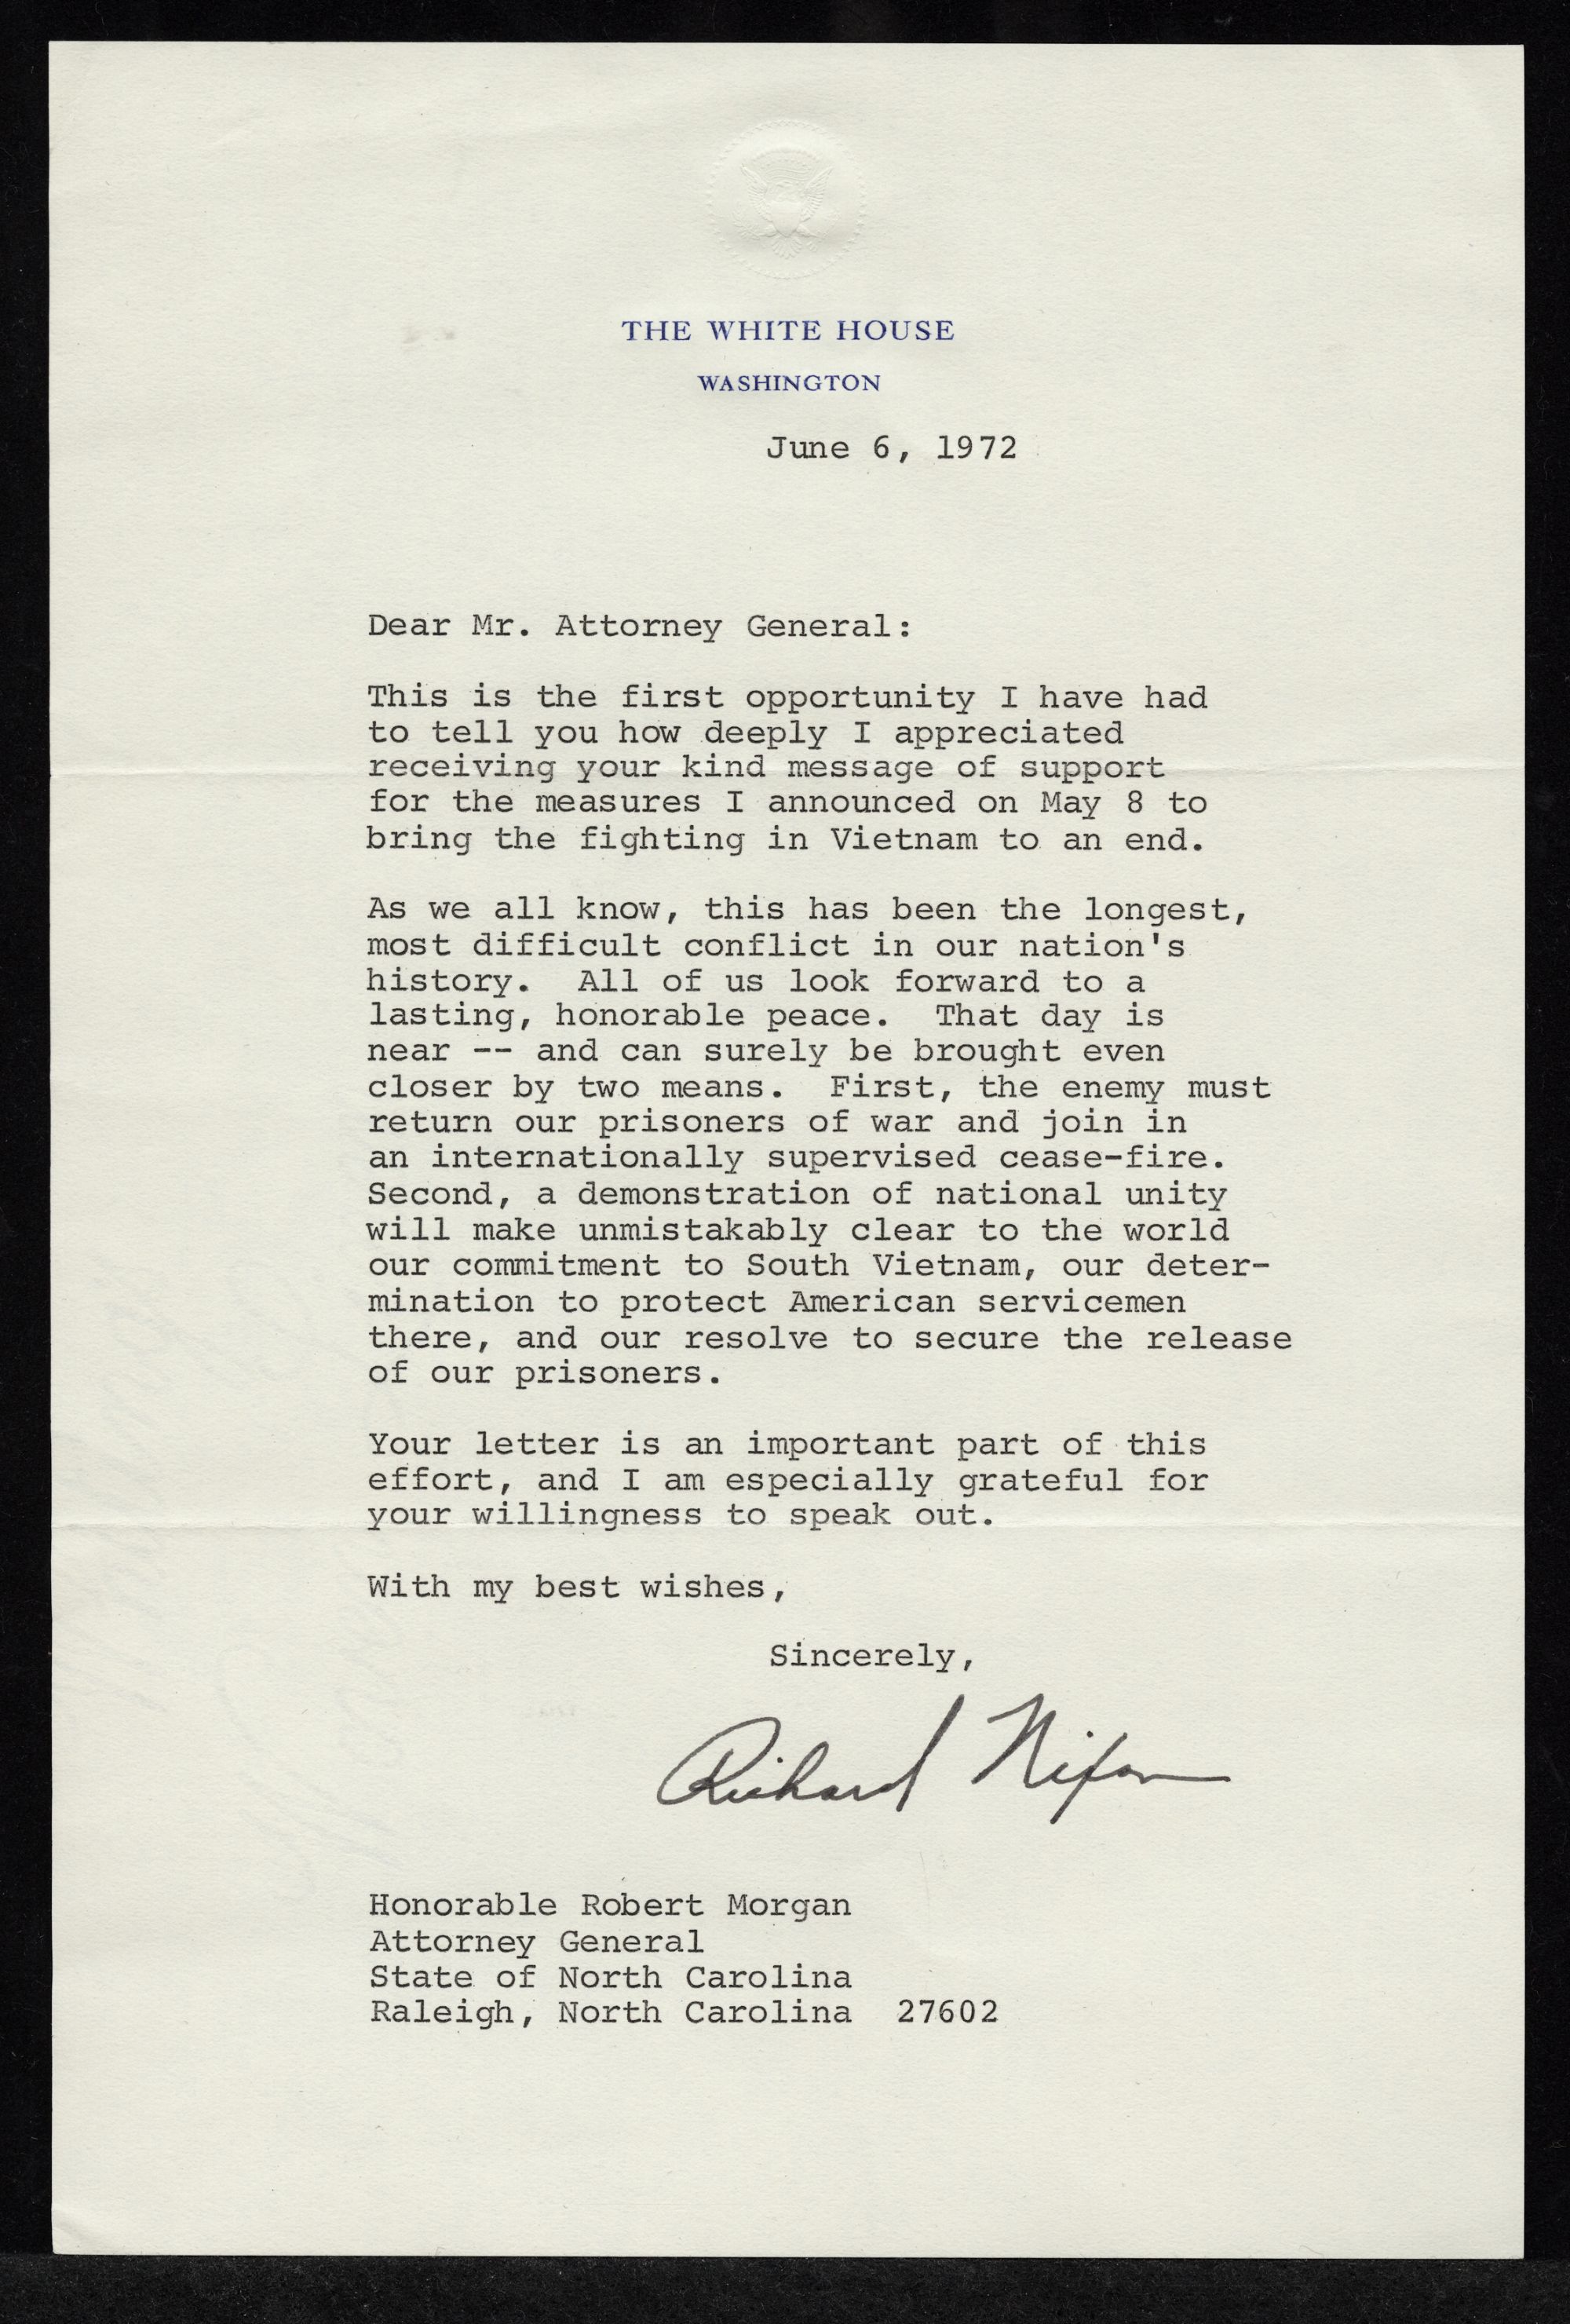 THE WHITE HOUSE
WASHINGTON
June 6, 1972
Dear Mr. Attorney General:
This is the first opportunity I have had
to tell you how deeply I appreciated
receiving your kind message of support
for the measures I announced on May 8 to
bring the fighting in Vietnam to an end.
As we all know, this has been the longest,
most difficult conflict in our nation's
history.  All of us look forward to a
lasting, honorable peace.  That day is
near -- and can surely be brought even
closer by two means.  First, the enemy must
return our prisoners of war and join in
an internationally supervised cease-fire.
Second, a demonstration of national unity
will make unmistakably clear to the world
our commitment to South Vietnam, our deter-
mination to protect American servicemen
there, and our resolve to secure the release
of our prisoners.
Your letter is an important part of this
effort, and I am especially grateful for
your willingness to speak out.
With my best wishes,
Sincerely,
Richard Nixon
Honorable Robert Morgan
Attorney General
State of North Carolina
Raleigh, North Carolina  27602